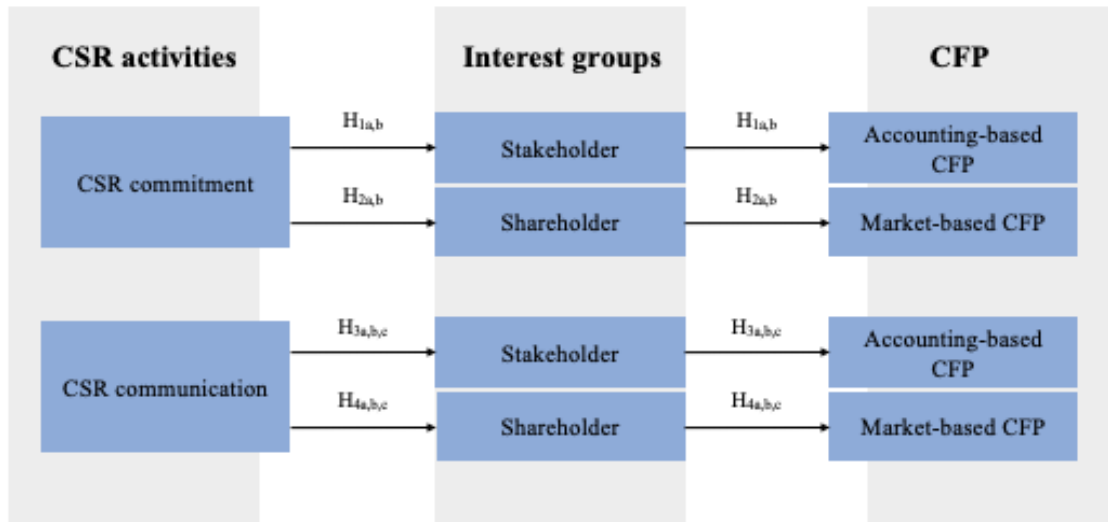 CSR activities
Interest groups
CFP
CSR commitment
H1a,b
Stakeholder
H1a,b
Accounting-based
CFP
H2a,b
Shareholder
H2a,b
Market-based CFP
CSR communication
H3a,b,c
Stakeholder
H3a,b,c
Accounting-based
CFP
H4a,b,c
Shareholder
H4a,b,c
Market-based CFP